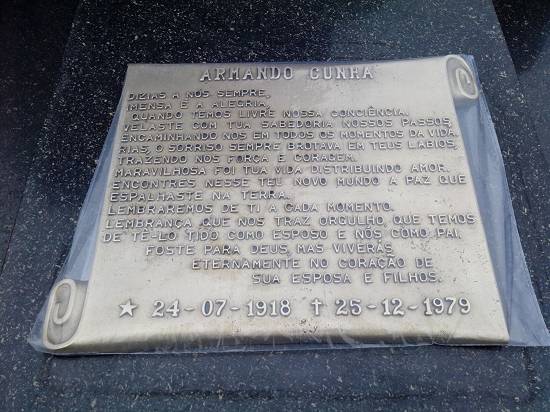 ARMANDO CUNHA
DIZIAS A NÓS SEMPRE,
IMENSA É A ALEGRIA,
QUANDO TEMOS LIVRE NOSSA CONCIÊNCIA.
VELASTE COM TUA SABEDORIA NOSSOS PASSOS,
ENCAMINHANDO NOS EM TODOS OS MOMENTOS DA VIDA.
RIAS, O SORRISO SEMPRE BROTAVA EM TEUS LABIOS,
TRAZENDO NOS FORÇA E CORAGEM.
MARAVILHOSA FOI TUA VIDA DISTRIBUINDO AMOR.
ENCONTRES NESSE TEU NOVO MUNDO A PAZ QUE
ESPALHASTE NA TERRA.
LEMBRAREMOS DE TI A CADA MOMENTO.
LEMBRANÇA QUE NOS TRAZ ORGULHO, QUE TEMOS
DE TÊ-LO TIDO COMO ESPOSO E NÓS COMO PAI.
FOSTE PARA DEUS, MAS VIVERÁS
ETERNAMENTE NO CORAÇÃO DE
SUA ESPOSA E FILHOS.
★ 24-07-1918 ✝ 25-12-1979